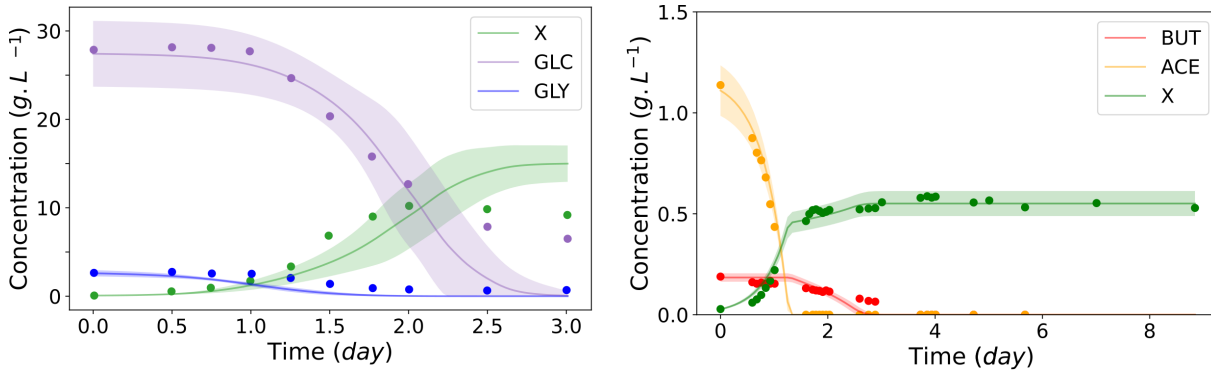 Concentration (g. L ⁻¹)
30
20
10
0
X
GLC
GLY
0.0 0.5 1.0 1.5 2.0 2.5 3.0
Time (day)
Concentration (g. L⁻¹)
1.5
1.0
0.5
0.0
BUT
ACE
X
0 2 4 6 8
Time (day)